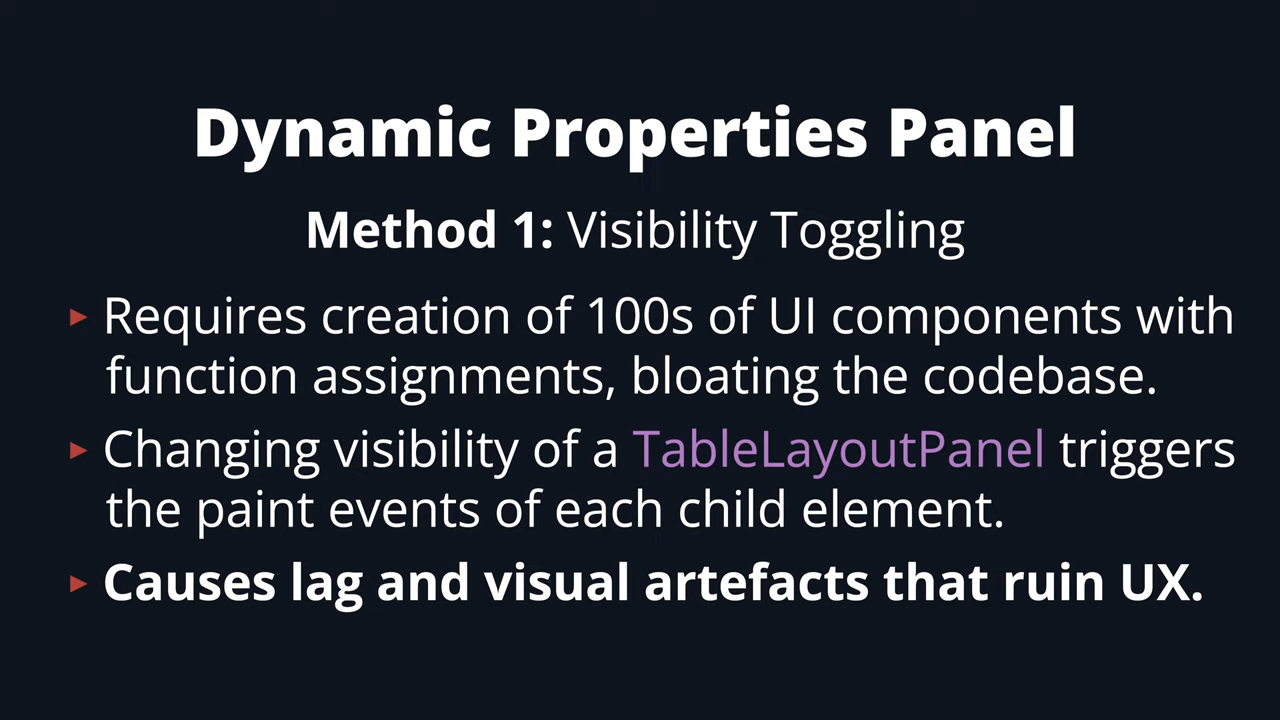 Dynamic Properties Panel
Method 1: Visibility Toggling
▸ Requires creation of 100s of UI components with
function assignments, bloating the codebase.
▸ Changing visibility of a TableLayoutPanel triggers
the paint events of each child element.
▸ Causes lag and visual artefacts that ruin UX.